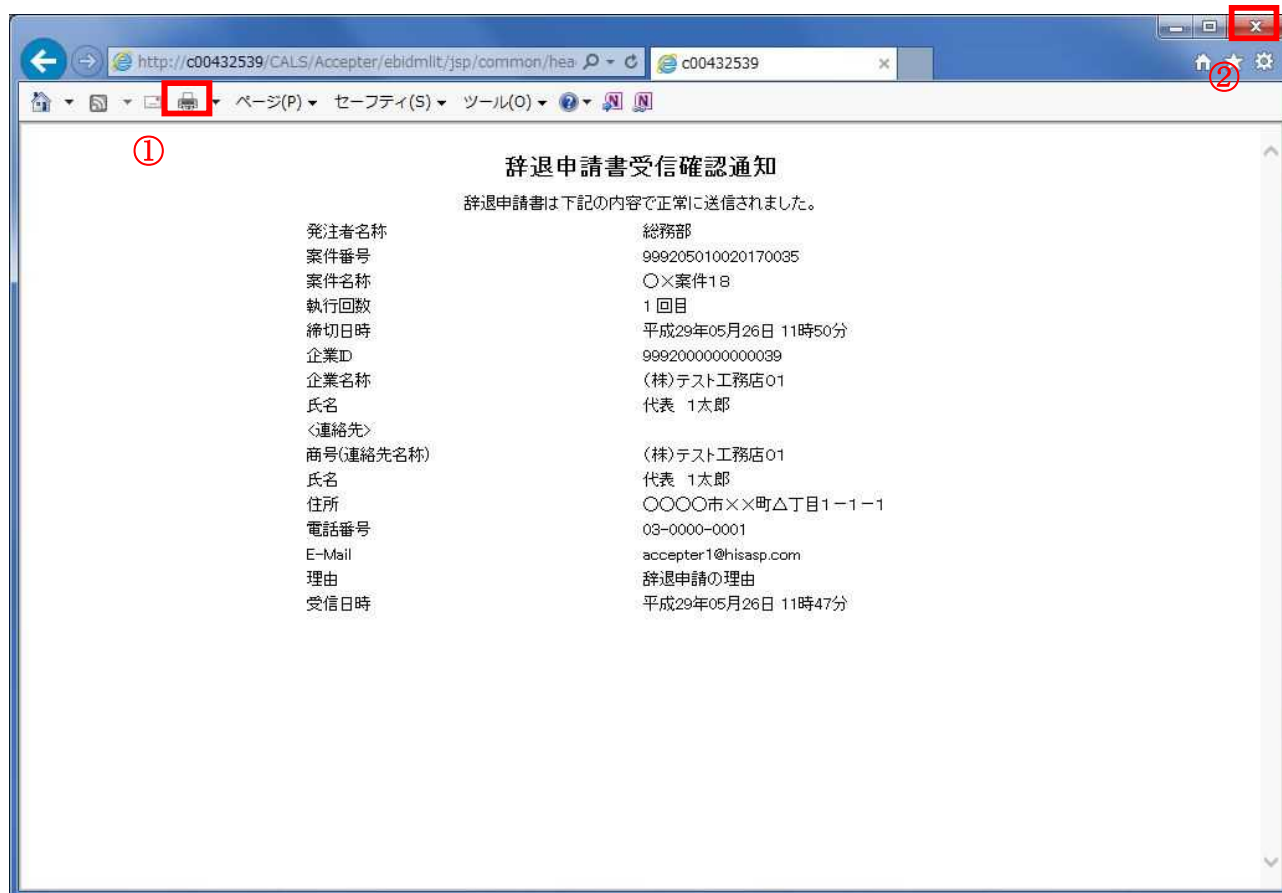 http://c00432539/CALS/Accepter/ebidmlit/jsp/common/hea
c00432539
②
ページ(P) セーフティ(S) ツール(O)
①
辞退申請書受信確認通知
辞退申請書は下記の内容で正常に送信されました。
発注者名称 総務部
案件番号 999205010020170035
案件名称 〇×案件18
執行回数 1回目
締切日時 平成29年05月26日 11時50分
企業ID 9992000000000039
企業名称 (株)テスト工務店01
氏名 代表 1太郎
<連絡先>
商号(連絡先名称) (株)テスト工務店01
氏名 代表 1太郎
住所 〇〇〇〇市××町△丁目1-1-1
電話番号 03-0000-0001
E-Mail accepter1@hisasp.com
理由 辞退申請の理由
受信日時 平成29年05月26日 11時47分